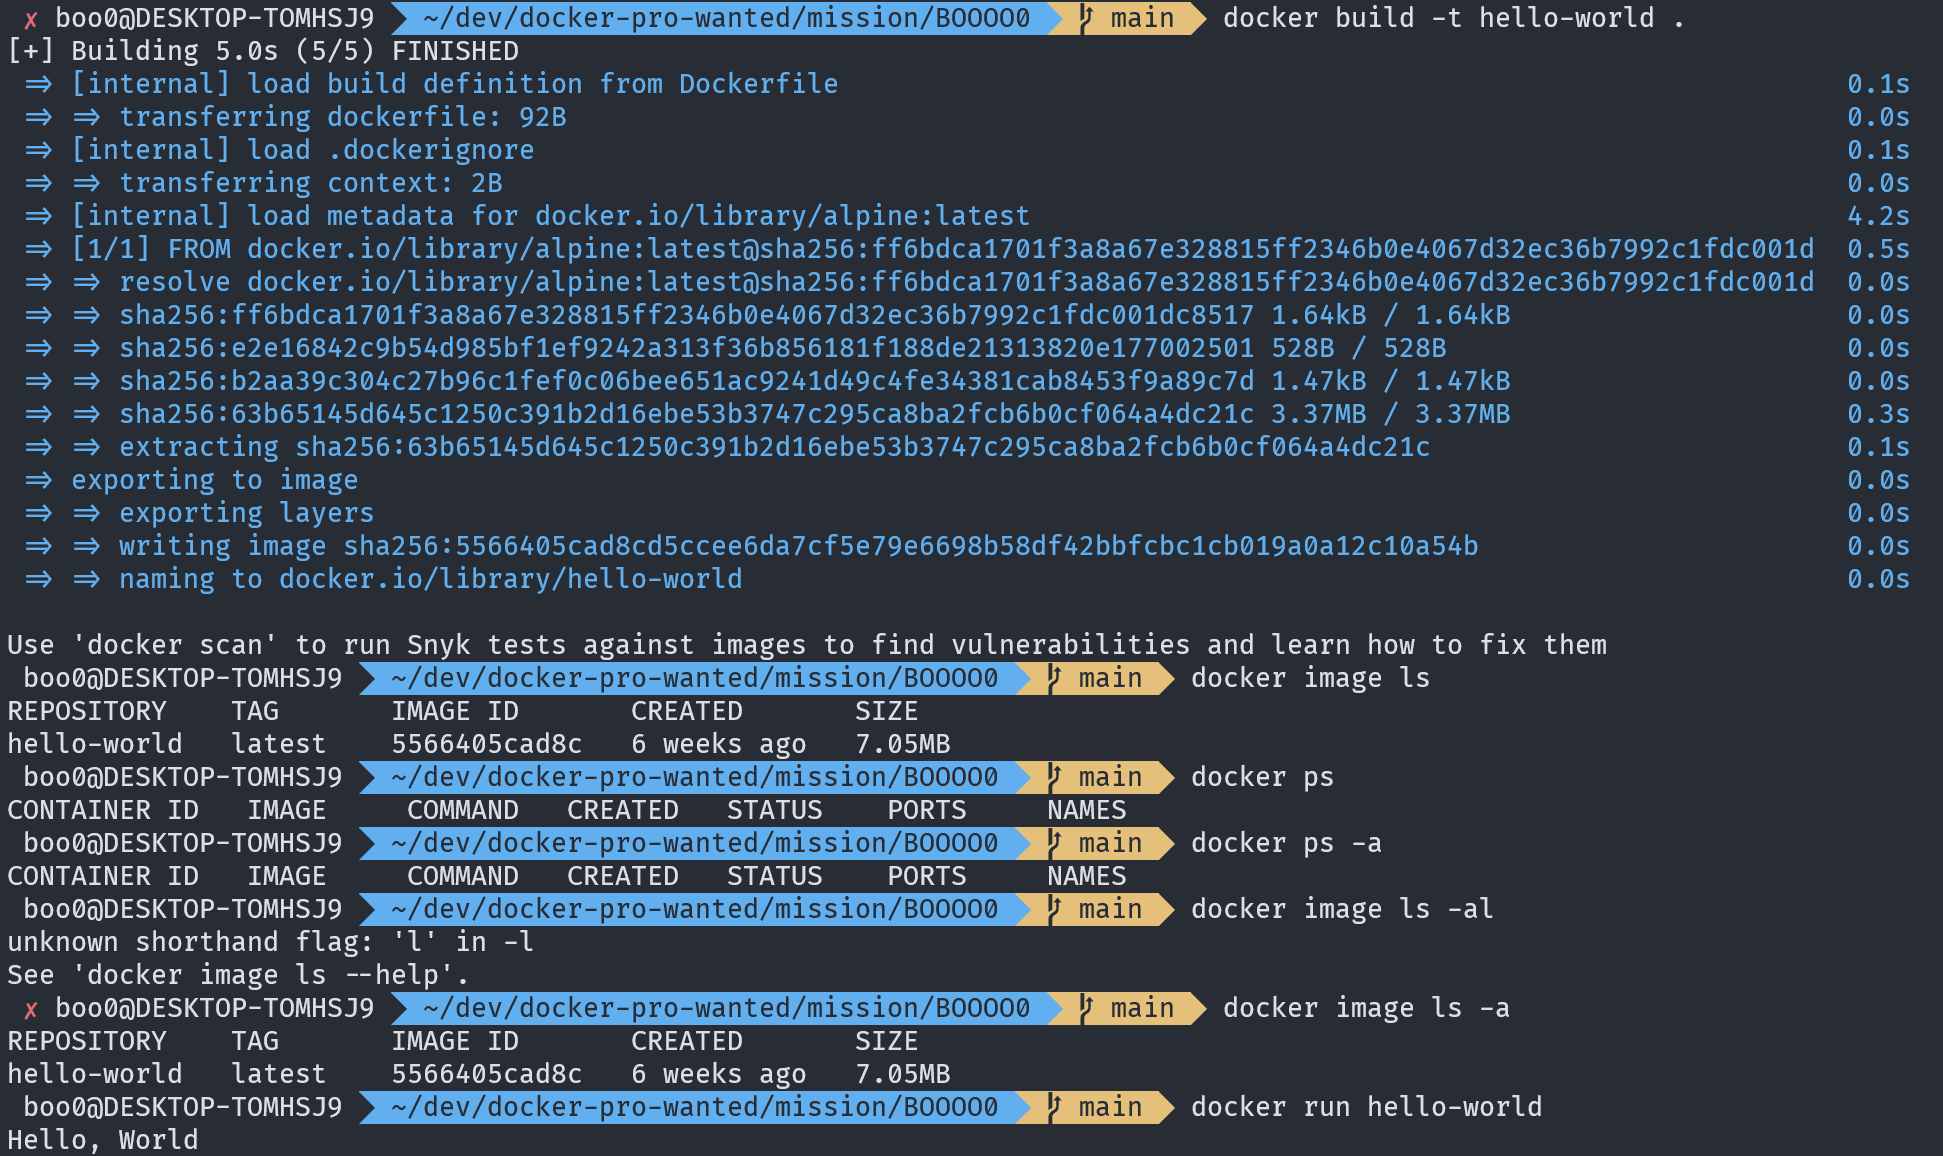 ✗ boo0@DESKTOP-TOMHSJ9 ~/dev/docker-pro-wanted/mission/BOOOO0 main docker build -t hello-world .
[+] Building 5.0s (5/5) FINISHED
=> [internal] load build definition from Dockerfile 0.1s
=> => transferring dockerfile: 92B 0.0s
=> [internal] load .dockerignore 0.1s
=> => transferring context: 2B 0.0s
=> [internal] load metadata for docker.io/library/alpine:latest 4.2s
=> [1/1] FROM docker.io/library/alpine:latest@sha256:ff6bdca1701f3a8a67e328815ff2346b0e4067d32ec36b7992c1fdc001d 0.5s
=> => resolve docker.io/library/alpine:latest@sha256:ff6bdca1701f3a8a67e328815ff2346b0e4067d32ec36b7992c1fdc001d 0.0s
=> => sha256:ff6bdca1701f3a8a67e328815ff2346b0e4067d32ec36b7992c1fdc001dc8517 1.64kB / 1.64kB 0.0s
=> => sha256:e2e16842c9b54d985bf1ef9242a313f36b856181f188de21313820e177002501 528B / 528B 0.0s
=> => sha256:b2aa39c304c27b96c1fef0c06bee651ac9241d49c4fe34381cab8453f9a89c7d 1.47kB / 1.47kB 0.0s
=> => sha256:63b65145d645c1250c391b2d16ebe53b3747c295ca8ba2fcb6b0cf064a4dc21c 3.37MB / 3.37MB 0.3s
=> => extracting sha256:63b65145d645c1250c391b2d16ebe53b3747c295ca8ba2fcb6b0cf064a4dc21c 0.1s
=> exporting to image 0.0s
=> => exporting layers 0.0s
=> => writing image sha256:5566405cad8cd5ccee6da7cf5e79e6698b58df42bbfcbc1cb019a0a12c10a54b 0.0s
=> => naming to docker.io/library/hello-world 0.0s
Use 'docker scan' to run Snyk tests against images to find vulnerabilities and learn how to fix them
boo0@DESKTOP-TOMHSJ9 ~/dev/docker-pro-wanted/mission/BOOOO0 main docker image ls
REPOSITORY TAG IMAGE ID CREATED SIZE
hello-world latest 5566405cad8c 6 weeks ago 7.05MB
boo0@DESKTOP-TOMHSJ9 ~/dev/docker-pro-wanted/mission/BOOOO0 main docker ps
CONTAINER ID IMAGE COMMAND CREATED STATUS PORTS NAMES
boo0@DESKTOP-TOMHSJ9 ~/dev/docker-pro-wanted/mission/BOOOO0 main docker ps -a
CONTAINER ID IMAGE COMMAND CREATED STATUS PORTS NAMES
boo0@DESKTOP-TOMHSJ9 ~/dev/docker-pro-wanted/mission/BOOOO0 main docker image ls -al
unknown shorthand flag: 'l' in -l
See 'docker image ls --help'.
✗ boo0@DESKTOP-TOMHSJ9 ~/dev/docker-pro-wanted/mission/BOOOO0 main docker image ls -a
REPOSITORY TAG IMAGE ID CREATED SIZE
hello-world latest 5566405cad8c 6 weeks ago 7.05MB
boo0@DESKTOP-TOMHSJ9 ~/dev/docker-pro-wanted/mission/BOOOO0 main docker run hello-world
Hello, World